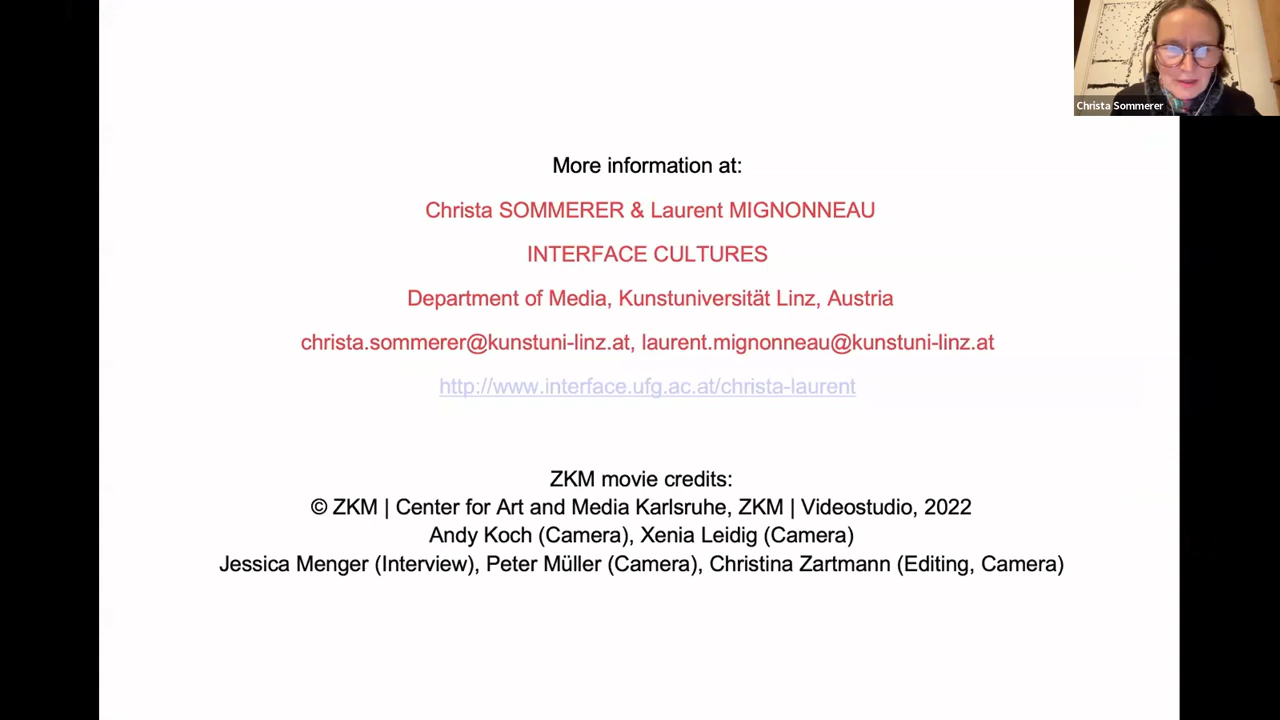 Christa Sommerer
More information at:
Christa SOMMERER & Laurent MIGNONNEAU
INTERFACE CULTURES
Department of Media, Kunstuniversität Linz, Austria
christa.sommerer@kunstuni-linz.at, laurent.mignonneau@kunstuni-linz.at
http://www.interface.ufg.ac.at/christa-laurent
ZKM movie credits:
© ZKM | Center for Art and Media Karlsruhe, ZKM | Videostudio, 2022
Andy Koch (Camera), Xenia Leidig (Camera)
Jessica Menger (Interview), Peter Müller (Camera), Christina Zartmann (Editing, Camera)